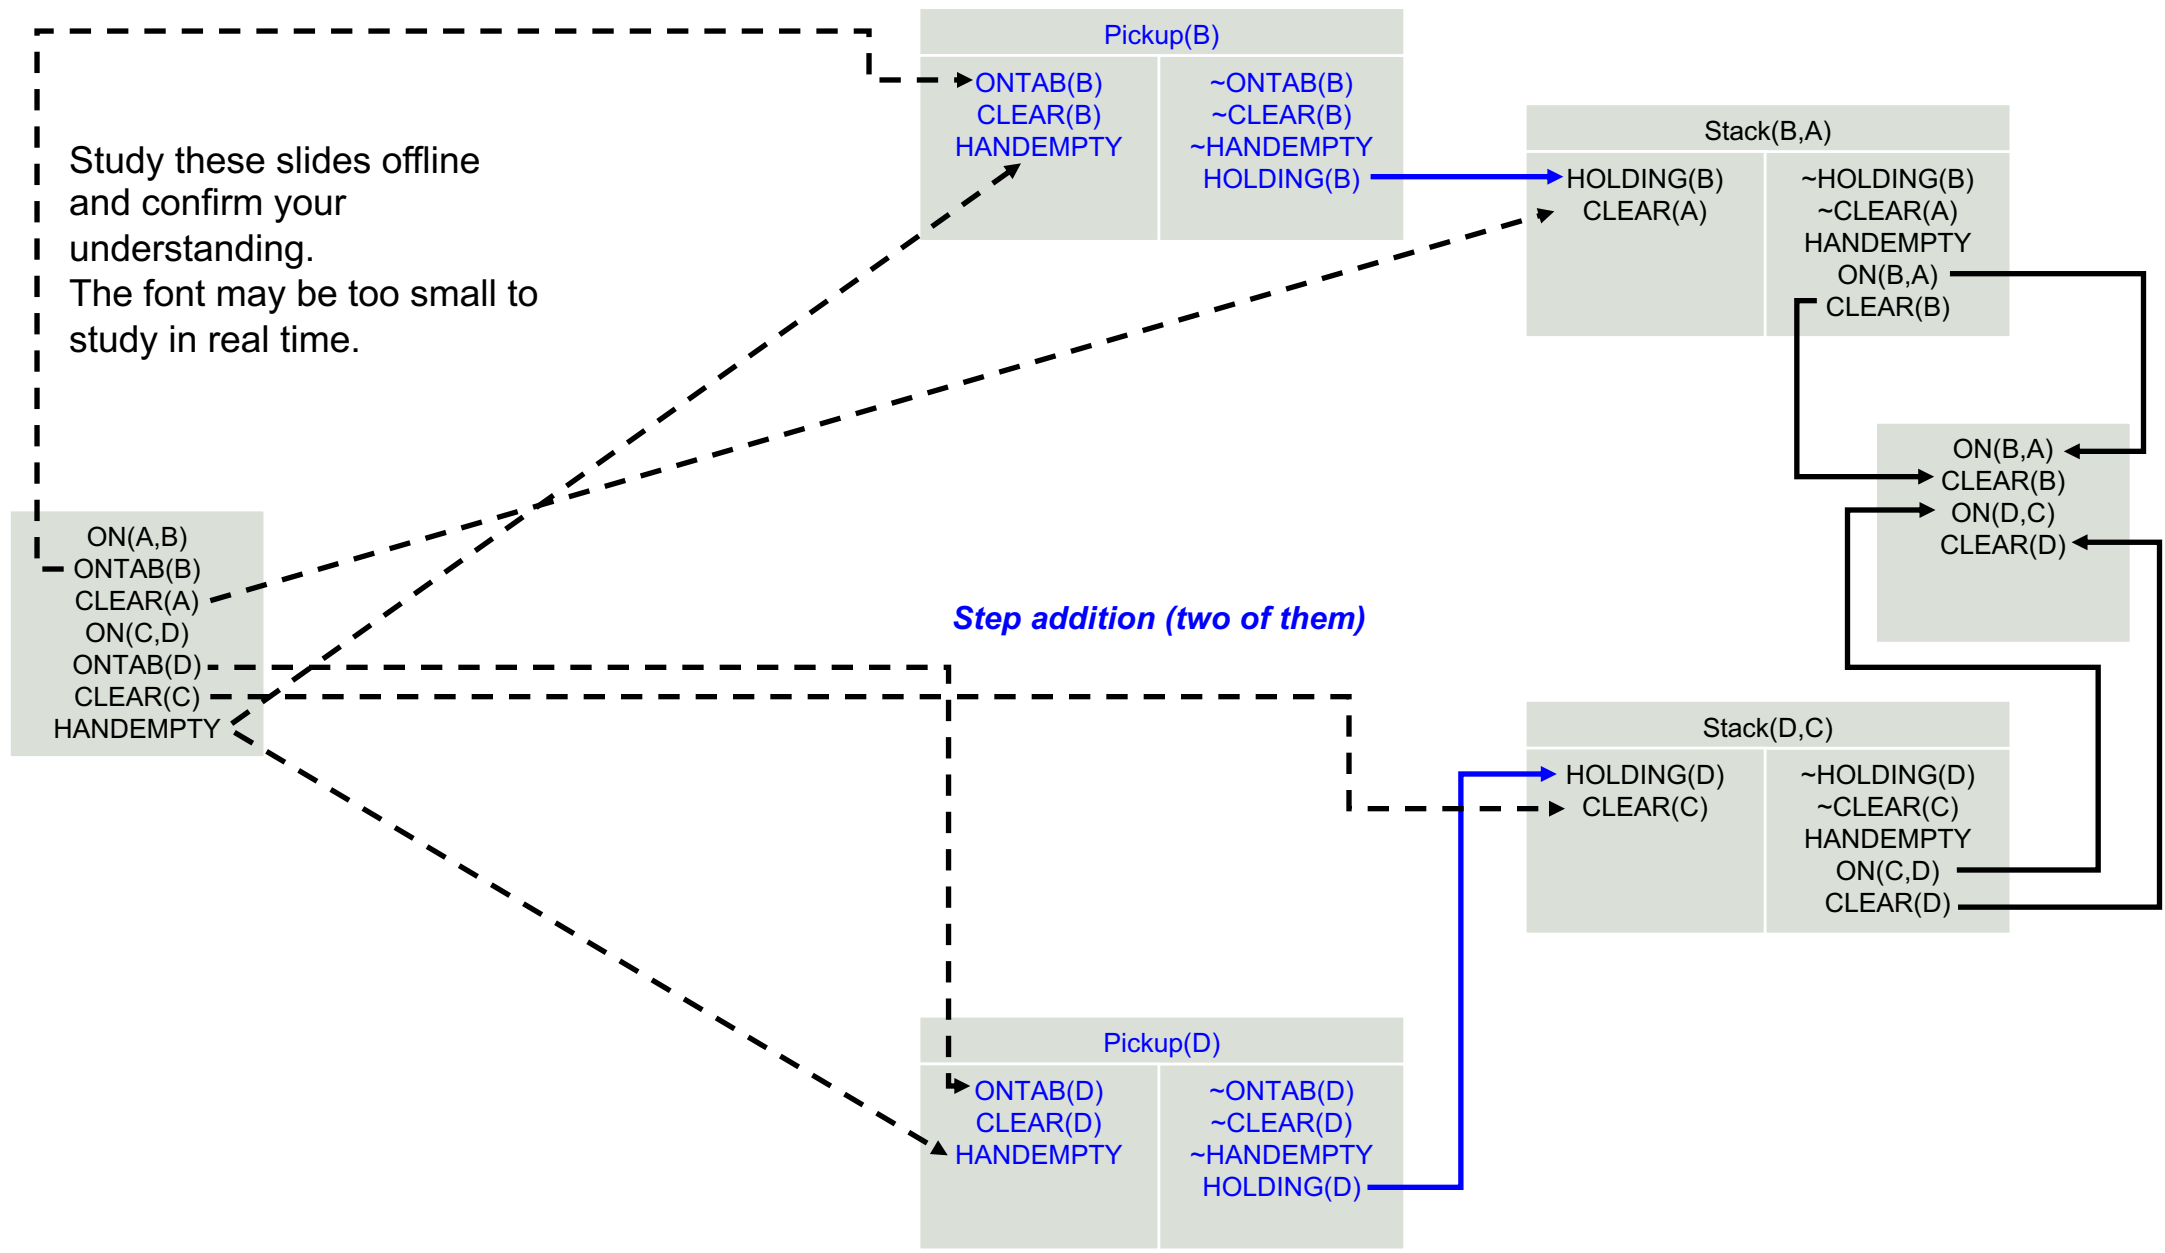 Study these slides offline
and confirm your
understanding.
The font may be too small to
study in real time.
ON(A,B)
ONTAB(B)
CLEAR(A)
ON(C,D)
ONTAB(D)
CLEAR(C)
HANDEMPTY
Pickup(B)
ONTAB(B)
CLEAR(B)
HANDEMPTY
~ONTAB(B)
~CLEAR(B)
~HANDEMPTY
HOLDING(B)
Stack(B,A)
HOLDING(B)
CLEAR(A)
~HOLDING(B)
~CLEAR(A)
HANDEMPTY
ON(B,A)
CLEAR(B)
ON(B,A)
CLEAR(B)
ON(D,C)
CLEAR(D)
Step addition (two of them)
Stack(D,C)
HOLDING(D)
CLEAR(C)
~HOLDING(D)
~CLEAR(C)
HANDEMPTY
ON(C,D)
CLEAR(D)
Pickup(D)
ONTAB(D)
CLEAR(D)
HANDEMPTY
~ONTAB(D)
~CLEAR(D)
~HANDEMPTY
HOLDING(D)